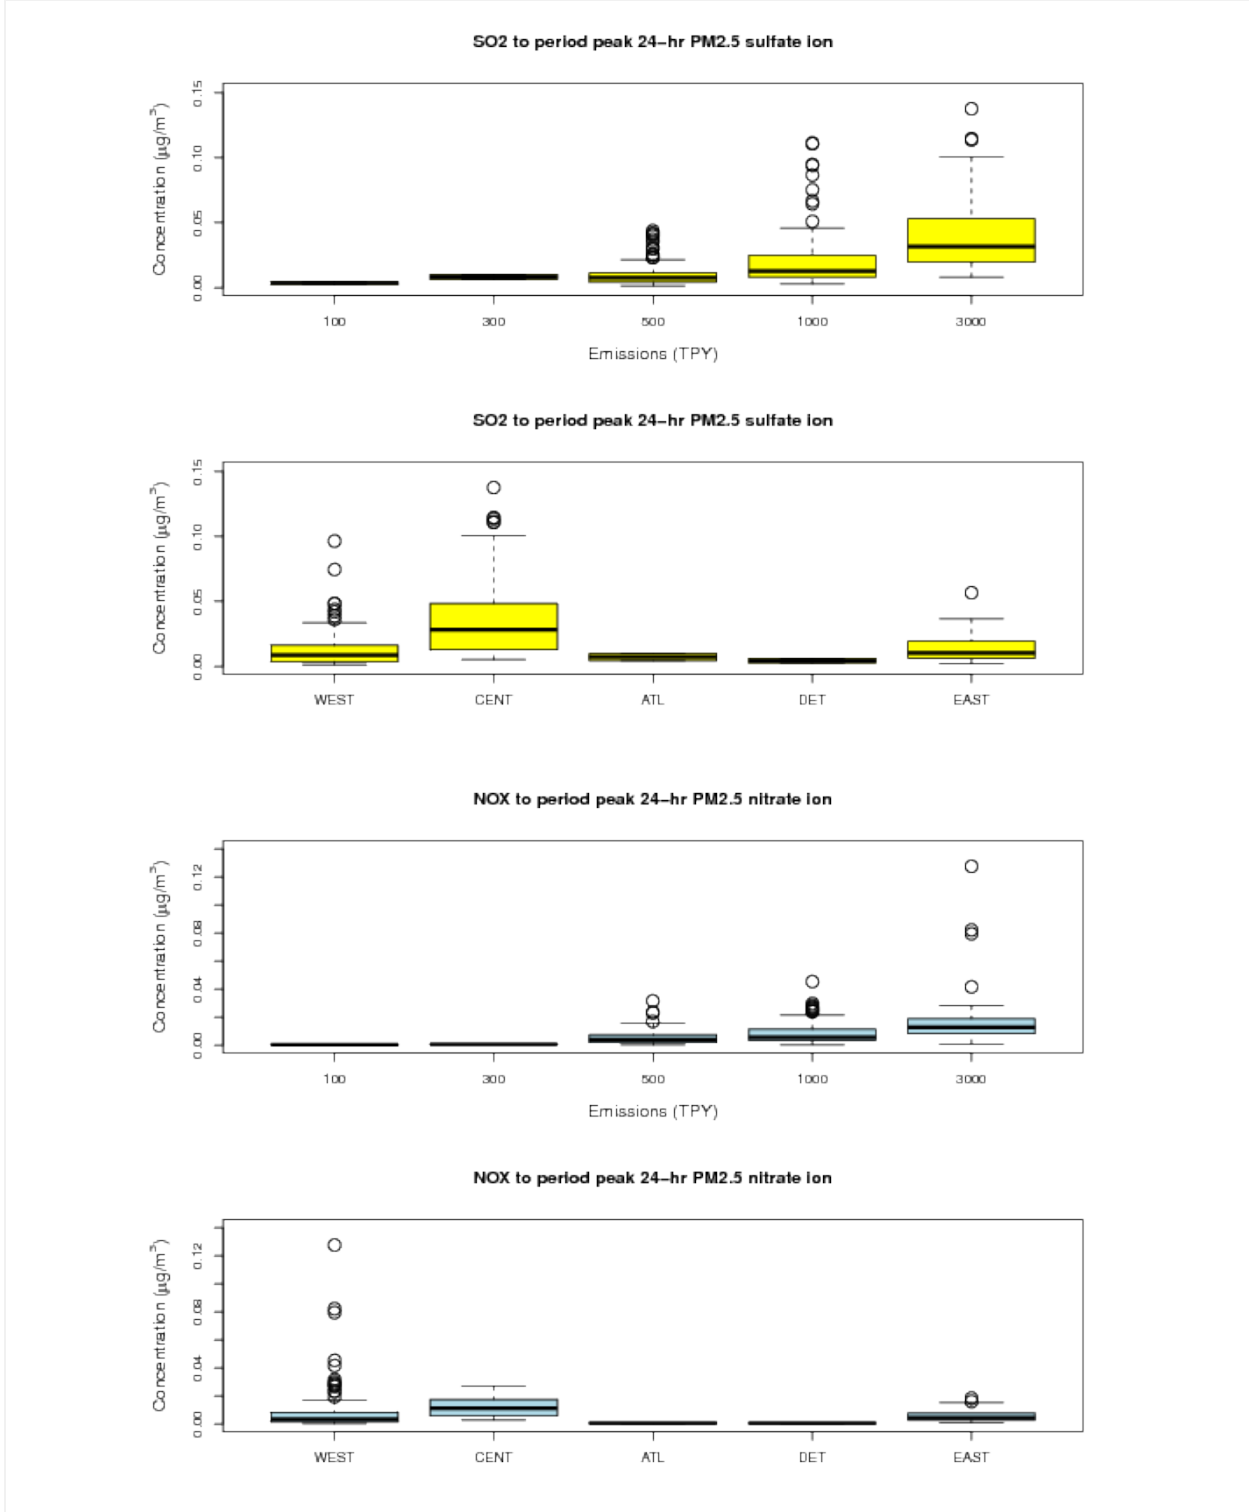 SO2 to period peak 24-hr PM2.5 sulfate ion
Concentration (μg/m³)
0.15
0.10
0.05
0.00
100 300 500 1000 3000
Emissions (TPY)
SO2 to period peak 24-hr PM2.5 sulfate ion
Concentration (μg/m³)
0.15
0.10
0.05
0.00
WEST CENT ATL DET EAST
NOX to period peak 24-hr PM2.5 nitrate ion
Concentration (μg/m³)
0.12
0.08
0.04
0.00
100 300 500 1000 3000
Emissions (TPY)
NOX to period peak 24-hr PM2.5 nitrate ion
Concentration (μg/m³)
0.12
0.08
0.04
0.00
WEST CENT ATL DET EAST